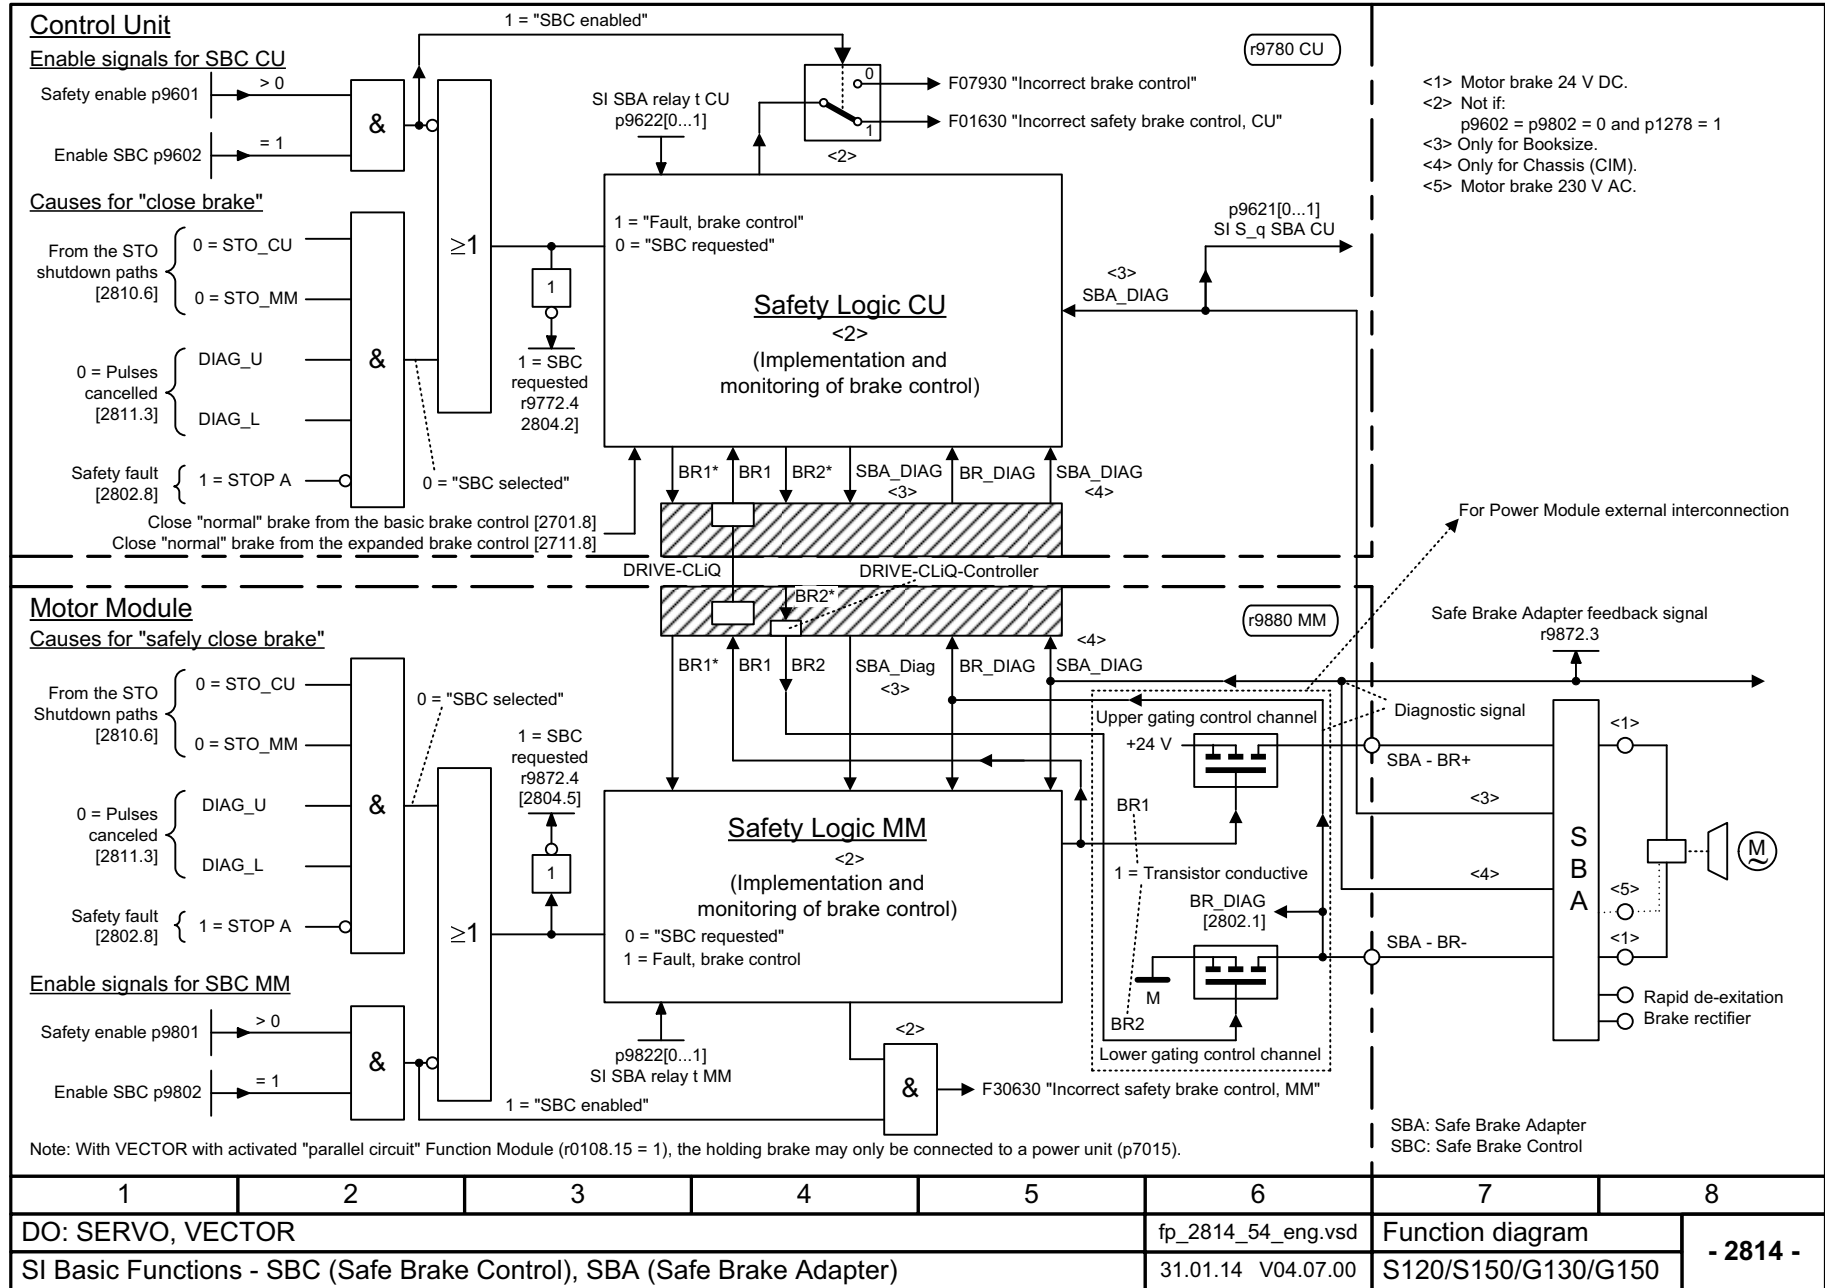 Control Unit
Enable signals for SBC CU
Safety enable p9601
> 0
Enable SBC p9602
= 1
&
1 = "SBC enabled"
Causes for "close brake"
From the STO
shutdown paths
[2810.6]
0 = STO_CU
0 = STO_MM
0 = Pulses
cancelled
[2811.3]
DIAG_U
DIAG_L
Safety fault
[2802.8]
1 = STOP A
&
≥1
0 = "SBC selected"
1
1 = SBC
requested
r9772.4
2804.2]
Close "normal" brake from the basic brake control [2701.8]
Close "normal" brake from the expanded brake control [2711.8]
SI SBA relay t CU
p9622[0...1]
0
1
<2>
F07930 "Incorrect brake control"
F01630 "Incorrect safety brake control, CU"
r9780 CU
1 = "Fault, brake control"
0 = "SBC requested"
Safety Logic CU
<2>
(Implementation and
monitoring of brake control)
p9621[0...1]
SI S_q SBA CU
<3>
SBA_DIAG
BR1*
BR1
BR2*
SBA_DIAG
<3>
BR_DIAG
SBA_DIAG
<4>
<1> Motor brake 24 V DC.
<2> Not if:
p9602 = p9802 = 0 and p1278 = 1
<3> Only for Booksize.
<4> Only for Chassis (CIM).
<5> Motor brake 230 V AC.
For Power Module external interconnection
DRIVE-CLiQ
DRIVE-CLiQ-Controller
BR2*
Motor Module
Causes for "safely close brake"
From the STO
Shutdown paths
[2810.6]
0 = STO_CU
0 = STO_MM
0 = Pulses
canceled
[2811.3]
DIAG_U
DIAG_L
Safety fault
[2802.8]
1 = STOP A
&
0 = "SBC selected"
≥1
1 = SBC
requested
r9872.4
[2804.5]
1
Enable signals for SBC MM
Safety enable p9801
> 0
Enable SBC p9802
= 1
&
1 = "SBC enabled"
BR1*
BR1
BR2
SBA_Diag
<3>
BR_DIAG
<4>
SBA_DIAG
r9880 MM
Safety Logic MM
<2>
(Implementation and
monitoring of brake control)
0 = "SBC requested"
1 = Fault, brake control
p9822[0...1]
SI SBA relay t MM
<2>
&
F30630 "Incorrect safety brake control, MM"
Upper gating control channel
+24 V
BR1
1 = Transistor conductive
BR_DIAG
[2802.1]
M
BR2
Lower gating control channel
Safe Brake Adapter feedback signal
r9872.3
Diagnostic signal
SBA - BR+
<3>
<4>
SBA - BR-
S
B
A
<1>
<5>
<1>
M
~
Rapid de-exitation
Brake rectifier
SBA: Safe Brake Adapter
SBC: Safe Brake Control
Note: With VECTOR with activated "parallel circuit" Function Module (r0108.15 = 1), the holding brake may only be connected to a power unit (p7015).
1 2 3 4 5 6 7 8
DO: SERVO, VECTOR
fp_2814_54_eng.vsd
Function diagram
- 2814 -
SI Basic Functions - SBC (Safe Brake Control), SBA (Safe Brake Adapter)
31.01.14 V04.07.00
S120/S150/G130/G150